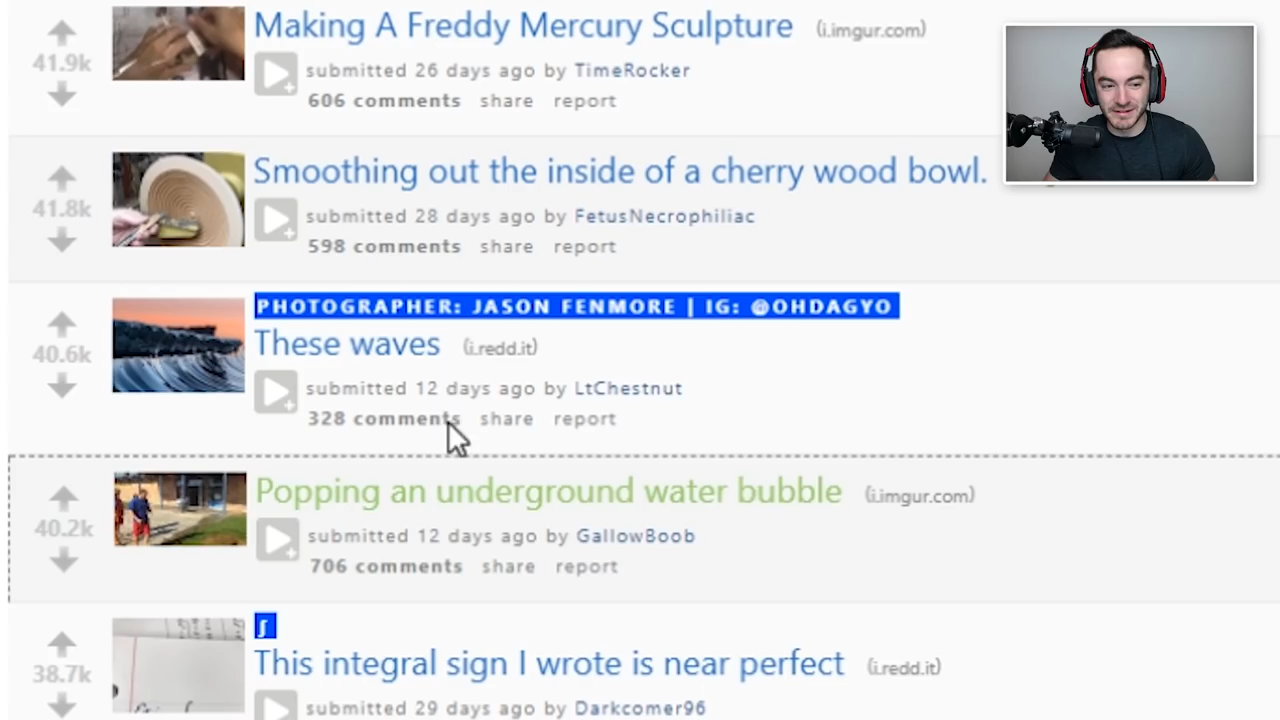 Making A Freddy Mercury Sculpture (i.imgur.com)
41.9k
submitted 26 days ago by TimeRocker
606 comments share report
Smoothing out the inside of a cherry wood bowl.
41.8k
submitted 28 days ago by FetusNecrophiliac
598 comments share report
PHOTOGRAPHER: JASON FENMORE | IG: @OHDAGYO
These waves (i.redd.it)
40.6k
submitted 12 days ago by LtChestnut
328 comments share report
Popping an underground water bubble (i.imgur.com)
40.2k
submitted 12 days ago by GallowBoob
706 comments share report
∫
This integral sign I wrote is near perfect (i.redd.it)
38.7k
submitted 29 days ago by Darkcomer96